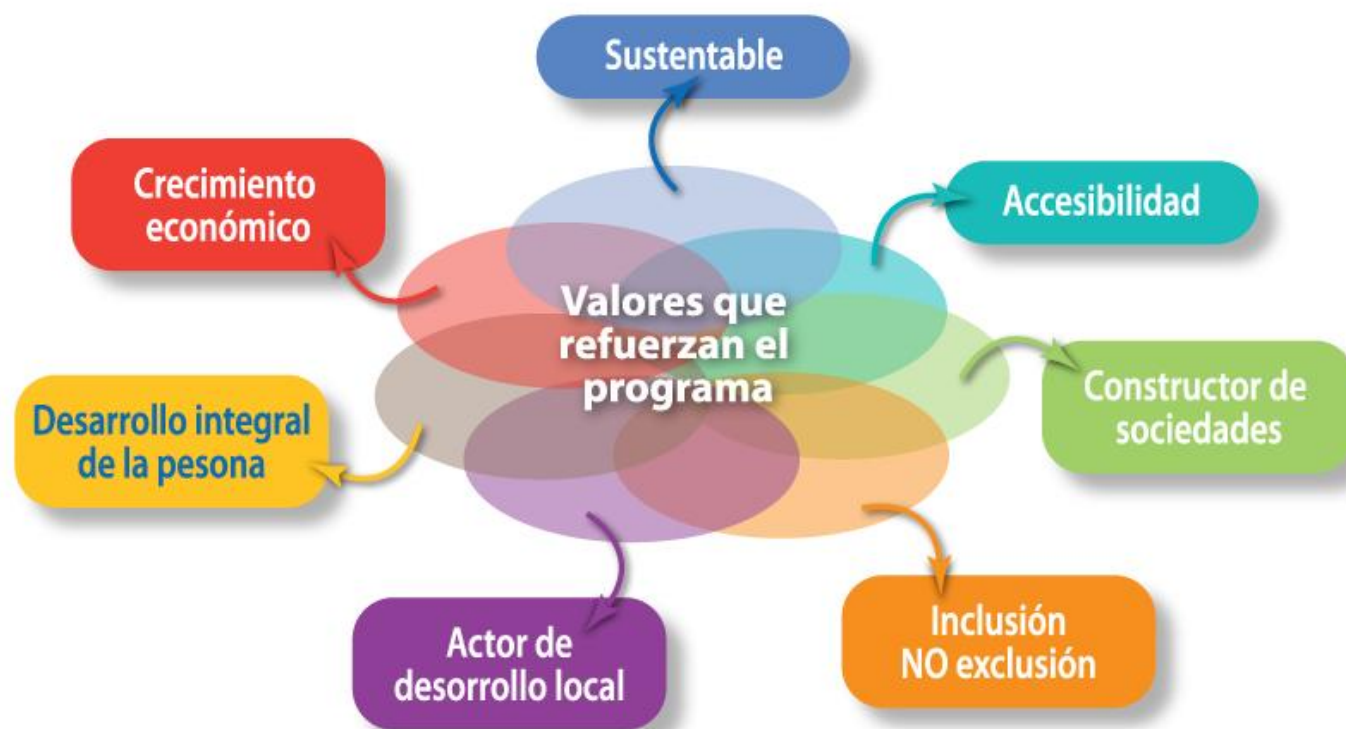 Sustentable
Crecimiento
económico
Accesibilidad
Valores que
refuerzan el
programa
Constructor de
sociedades
Desarrollo integral
de la pesona
Inclusión
NO exclusión
Actor de
desorrollo local